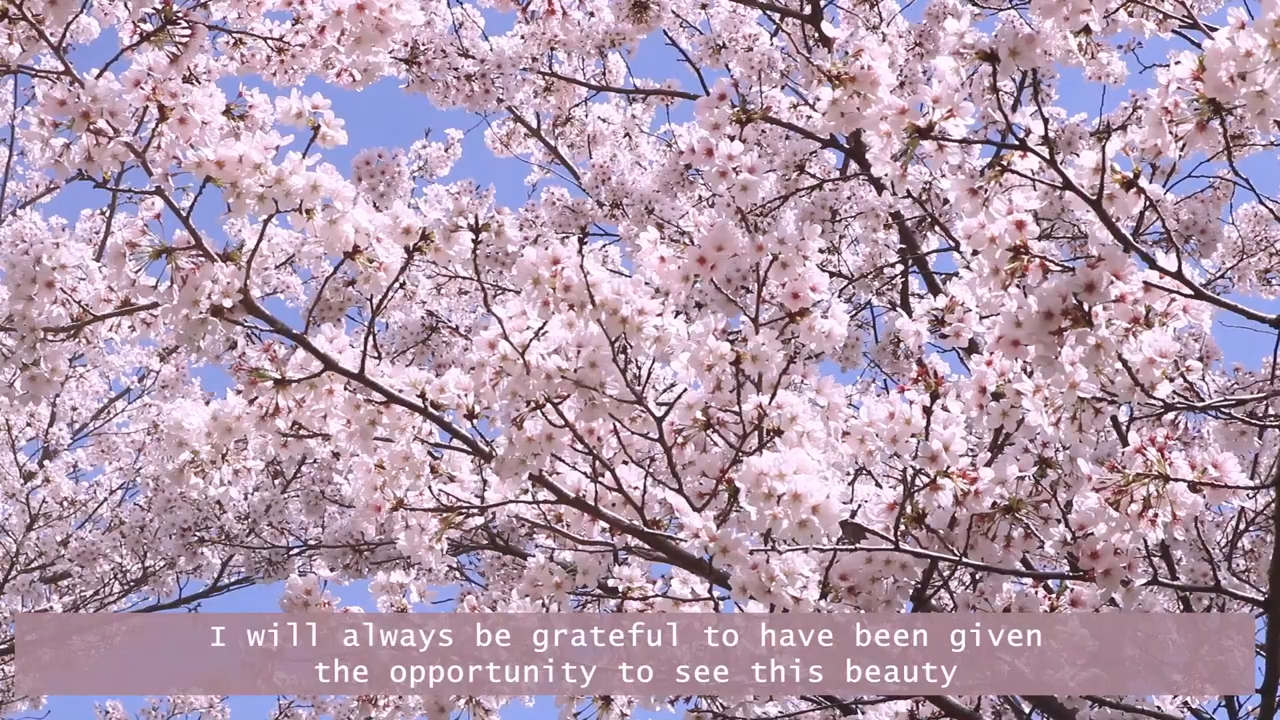 I will always be grateful to have been given
the opportunity to see this beauty